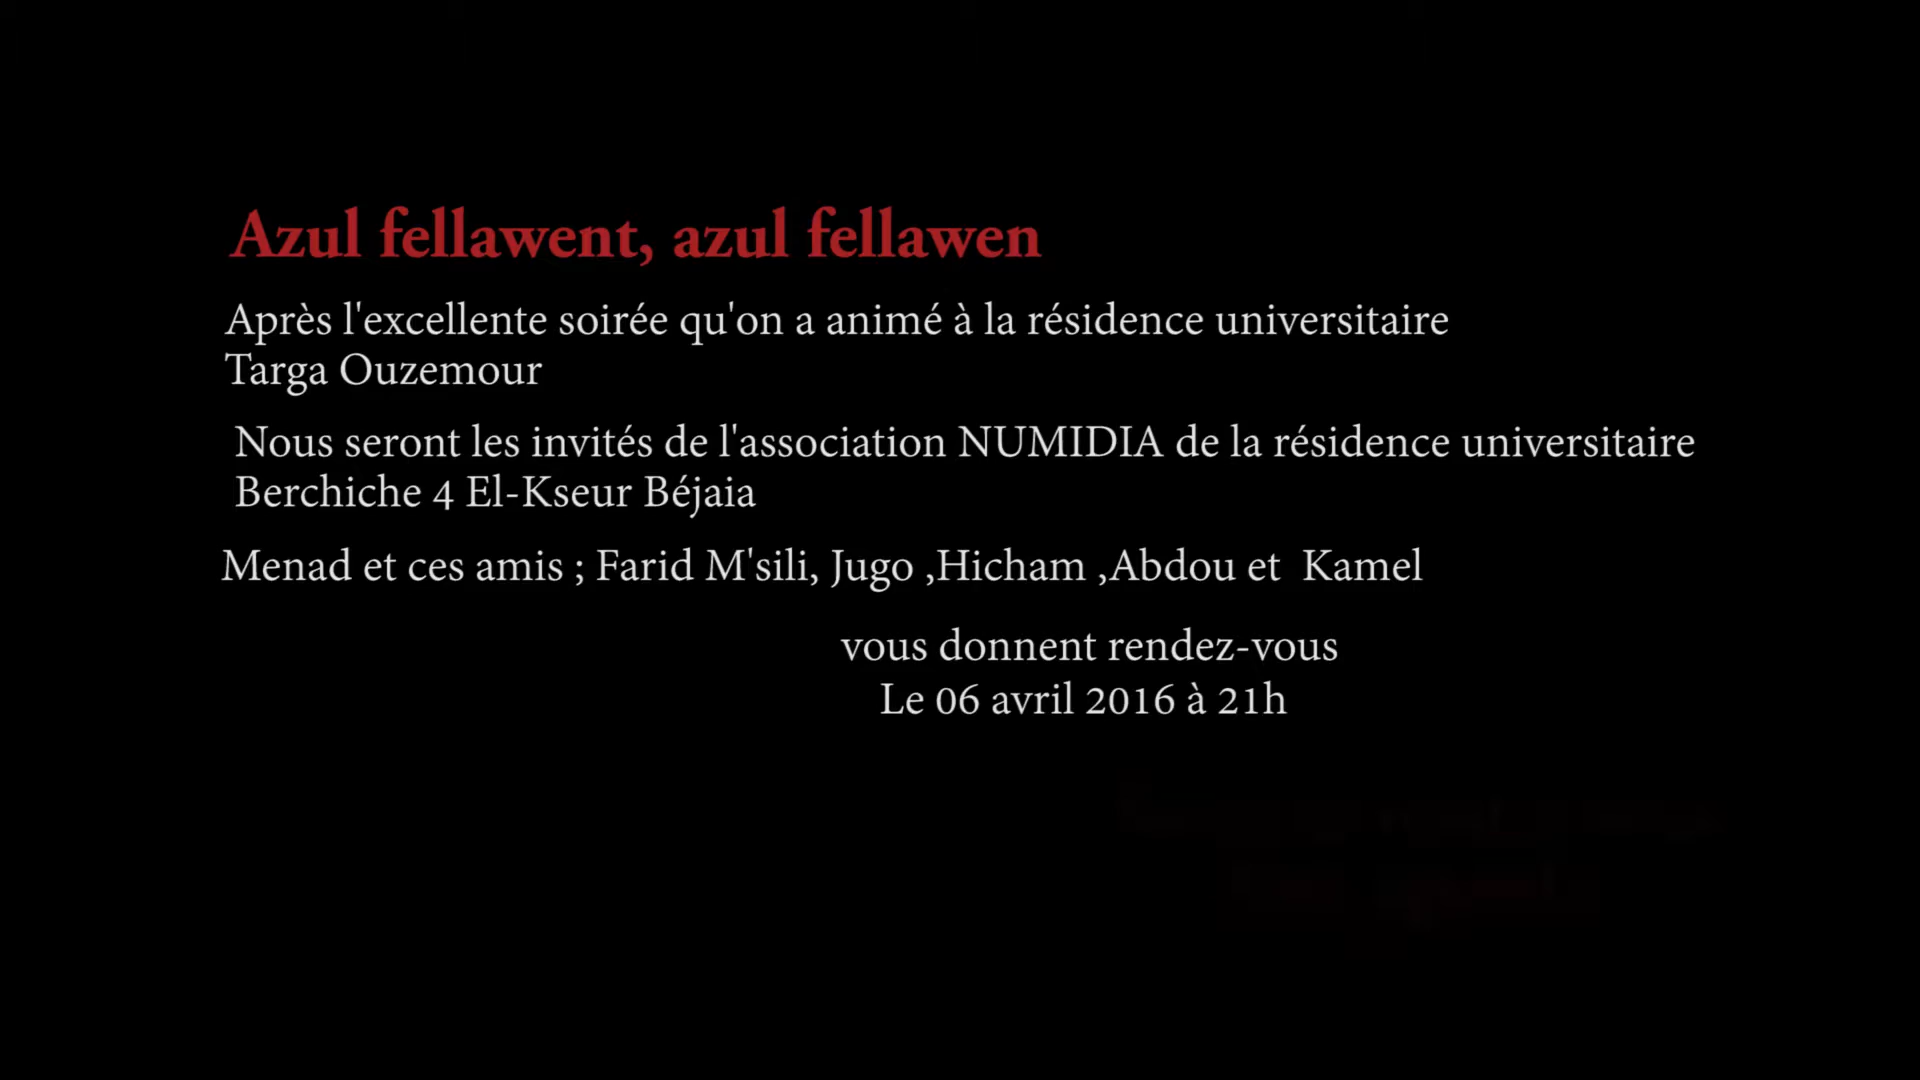 Azul fellawent, azul fellawen
Après l'excellente soirée qu'on a animé à la résidence universitaire
Targa Ouzemour
Nous seront les invités de l'association NUMIDIA de la résidence universitaire
Berchiche 4 El-Kseur Béjaia
Menad et ces amis ; Farid M'sili, Jugo ,Hicham ,Abdou et  Kamel
vous donnent rendez-vous
Le 06 avril 2016 à 21h